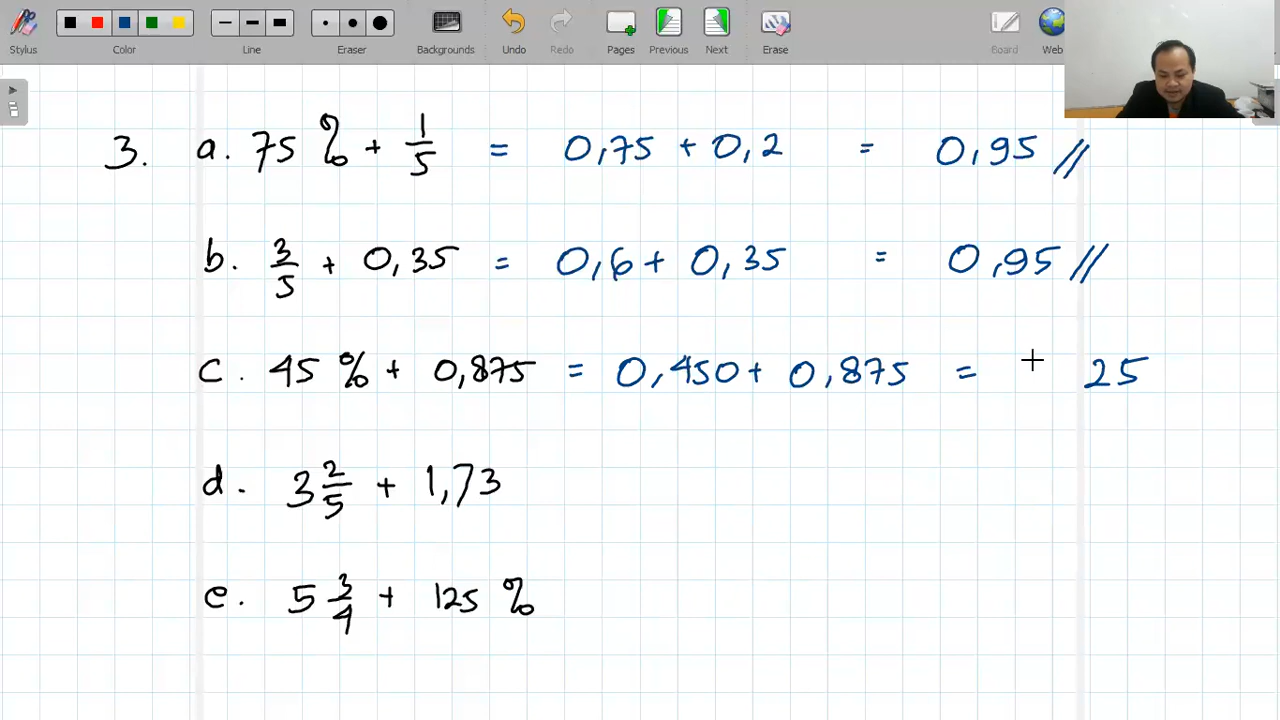 Stylus Color Line Eraser Backgrounds Undo Redo Pages Previous Next Erase Board Web
3. a. 75 % + 1/5 = 0,75 + 0,2 = 0,95 //
b. 3/5 + 0,35 = 0,6 + 0,35 = 0,95 //
c. 45 % + 0,875 = 0,450 + 0,875 = 25
d. 3 2/5 + 1,73
e. 5 3/4 + 125 %